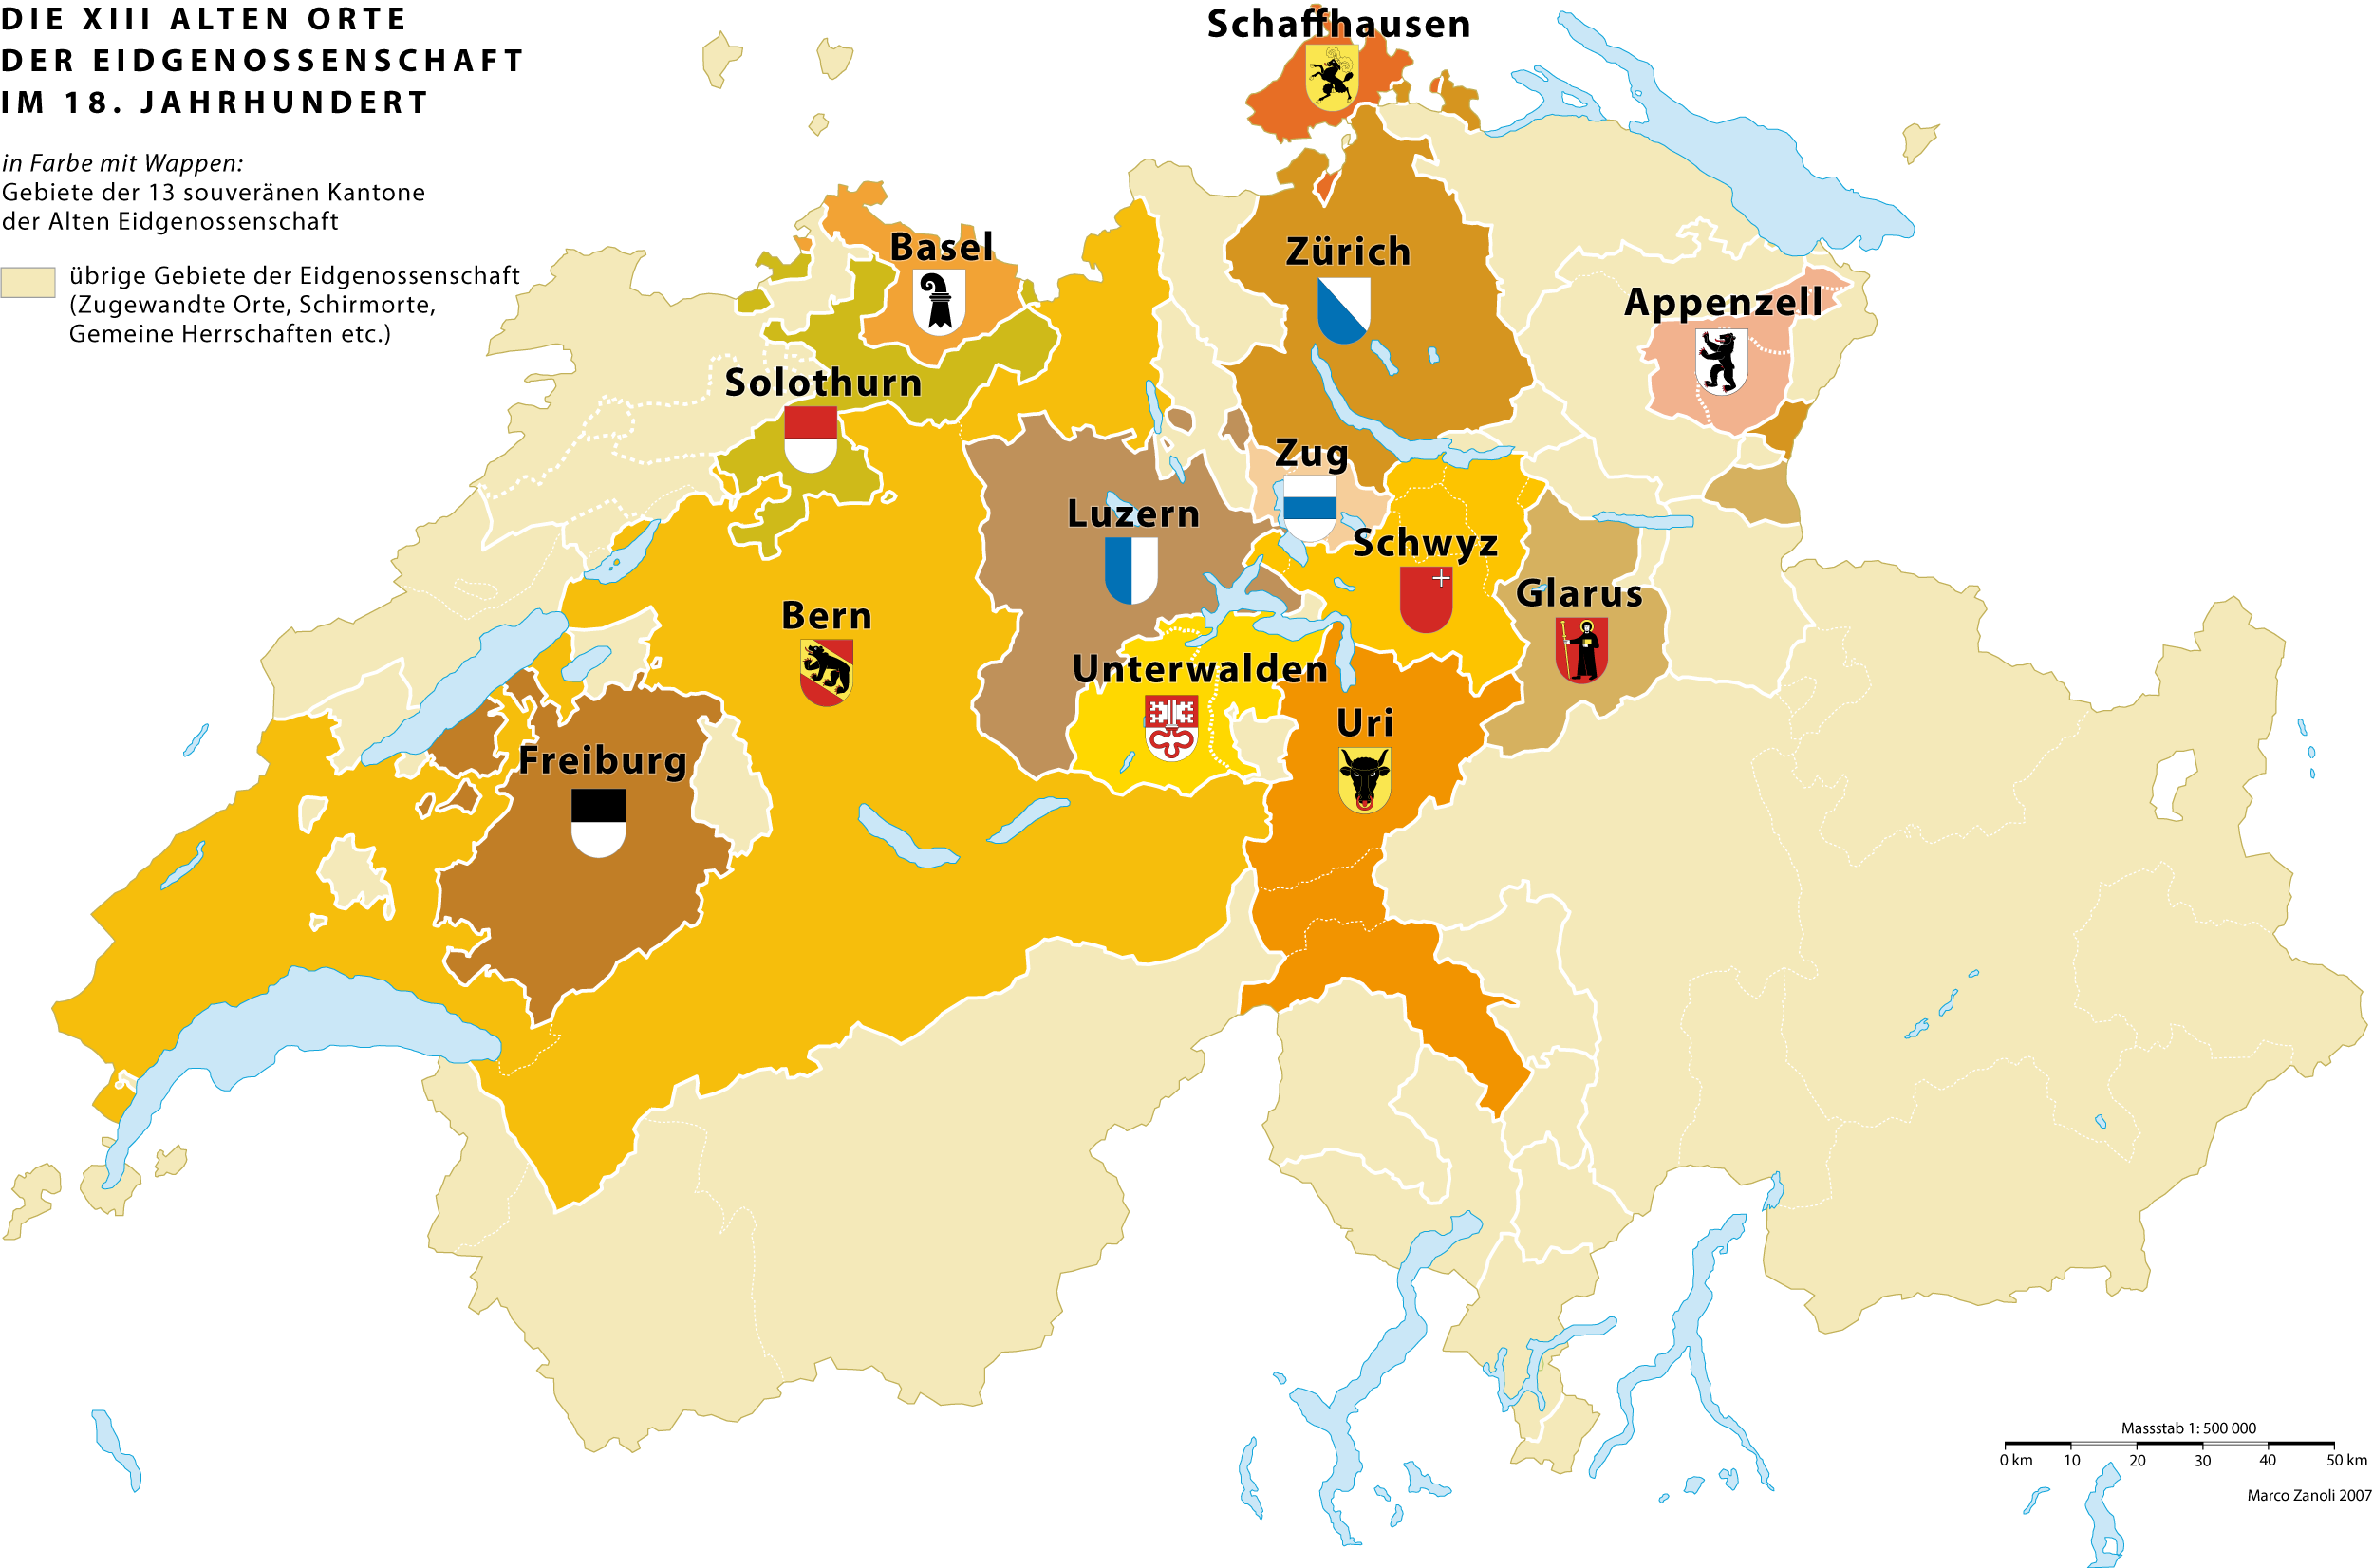 DIE XIII ALTEN ORTE
DER EIDGENOSSENSCHAFT
IM 18. JAHRHUNDERT
in Farbe mit Wappen:
Gebiete der 13 souveränen Kantone
der Alten Eidgenossenschaft
übrige Gebiete der Eidgenossenschaft
(Zugewandte Orte, Schirmorte,
Gemeine Herrschaften etc.)
Schaffhausen
Basel
Zürich
Appenzell
Solothurn
Zug
Luzern
Schwyz
Glarus
Bern
Unterwalden
Uri
Freiburg
Massstab 1: 500 000
0 km 10 20 30 40 50 km
Marco Zanoli 2007